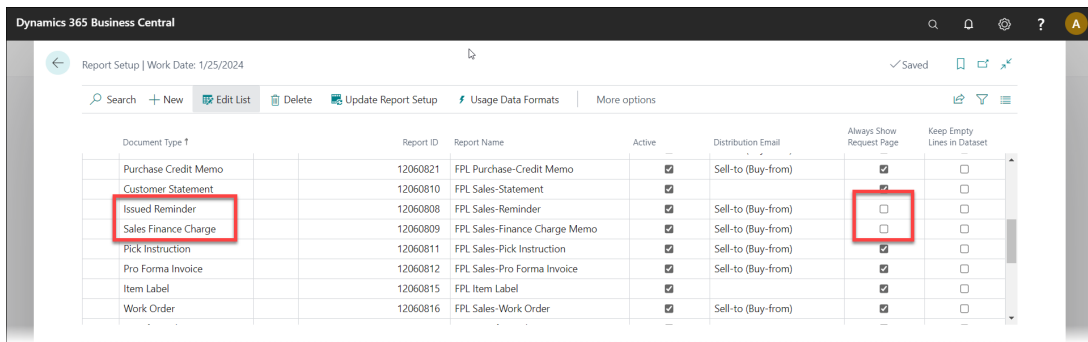 Dynamics 365 Business Central
?
A
Report Setup | Work Date: 1/25/2024
Saved
Search
New
Edit List
Delete
Update Report Setup
Usage Data Formats
More options
Document Type ↑ Report ID Report Name Active Distribution Email Always Show Request Page Keep Empty Lines in Dataset
Purchase Credit Memo 12060821 FPL Purchase-Credit Memo Sell-to (Buy-from)
Customer Statement 12060810 FPL Sales-Statement
Issued Reminder 12060808 FPL Sales-Reminder Sell-to (Buy-from)
Sales Finance Charge 12060809 FPL Sales-Finance Charge Memo Sell-to (Buy-from)
Pick Instruction 12060811 FPL Sales-Pick Instruction Sell-to (Buy-from)
Pro Forma Invoice 12060812 FPL Sales-Pro Forma Invoice Sell-to (Buy-from)
Item Label 12060815 FPL Item Label
Work Order 12060816 FPL Sales-Work Order Sell-to (Buy-from)